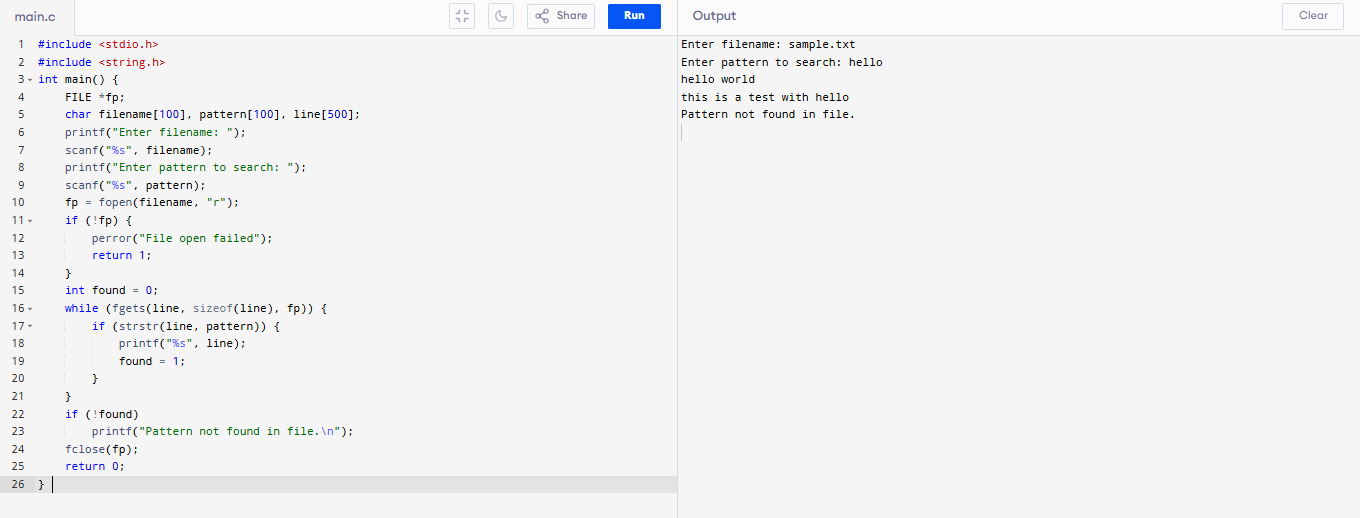 main.c
Share
Run
Output
Clear
1 #include <stdio.h>
2 #include <string.h>
3 int main() {
4     FILE *fp;
5     char filename[100], pattern[100], line[500];
6     printf("Enter filename: ");
7     scanf("%s", filename);
8     printf("Enter pattern to search: ");
9     scanf("%s", pattern);
10     fp = fopen(filename, "r");
11     if (!fp) {
12         perror("File open failed");
13         return 1;
14     }
15     int found = 0;
16     while (fgets(line, sizeof(line), fp)) {
17         if (strstr(line, pattern)) {
18             printf("%s", line);
19             found = 1;
20         }
21     }
22     if (!found)
23         printf("Pattern not found in file.\n");
24     fclose(fp);
25     return 0;
26 }
Enter filename: sample.txt
Enter pattern to search: hello
hello world
this is a test with hello
Pattern not found in file.